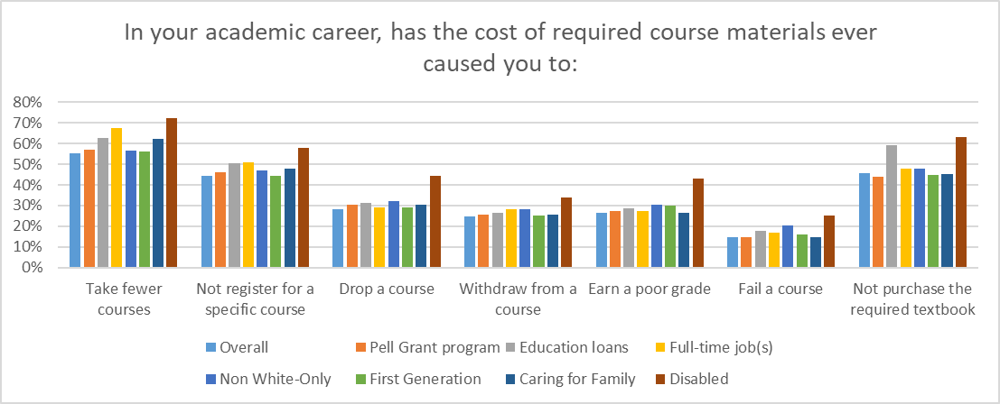 In your academic career, has the cost of required course materials ever
caused you to:
80%
70%
60%
50%
40%
30%
20%
10%
0%
Take fewer
courses
Not register for a
specific course
Drop a course
Withdraw from a
course
Earn a poor grade
Fail a course
Not purchase the
required textbook
Overall
Pell Grant program
Education loans
Full-time job(s)
Non White-Only
First Generation
Caring for Family
Disabled